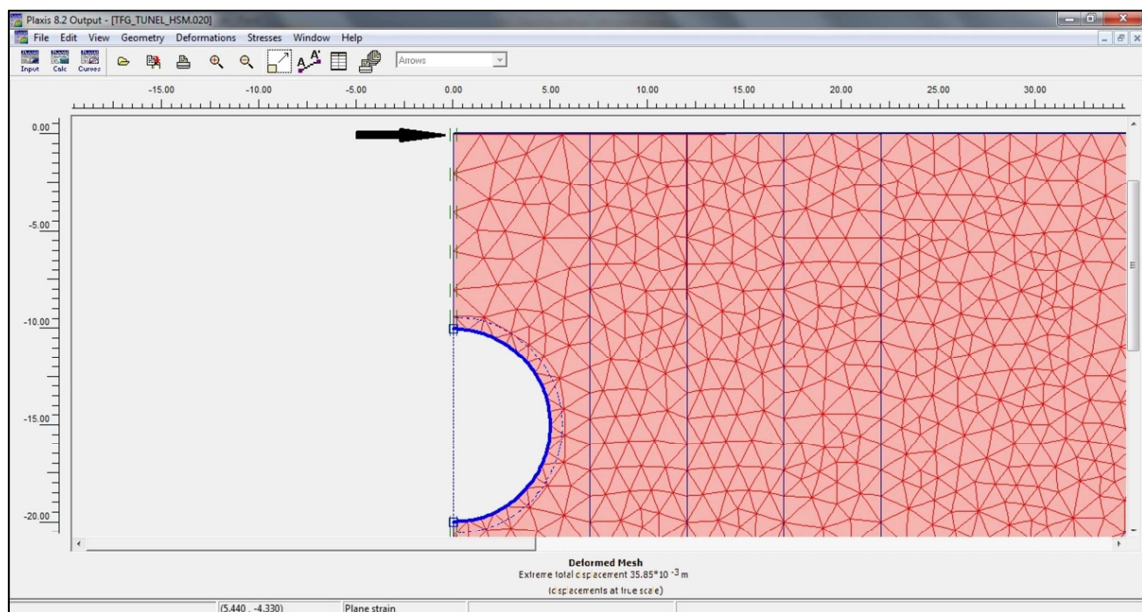 Plaxis 8.2 Output - [TFG_TUNEL_HSM.020]
File Edit View Geometry Deformations Stresses Window Help
Input Calc Curves Arrows
-15.00 -10.00 -5.00 0.00 5.00 10.00 15.00 20.00 25.00 30.00
0.00
-5.00
-10.00
-15.00
-20.00
m
Deformed Mesh
Extreme total displacement 35.85*10 -3 m
(displacements at true scale)
(5.440 , -4.330) Plane strain